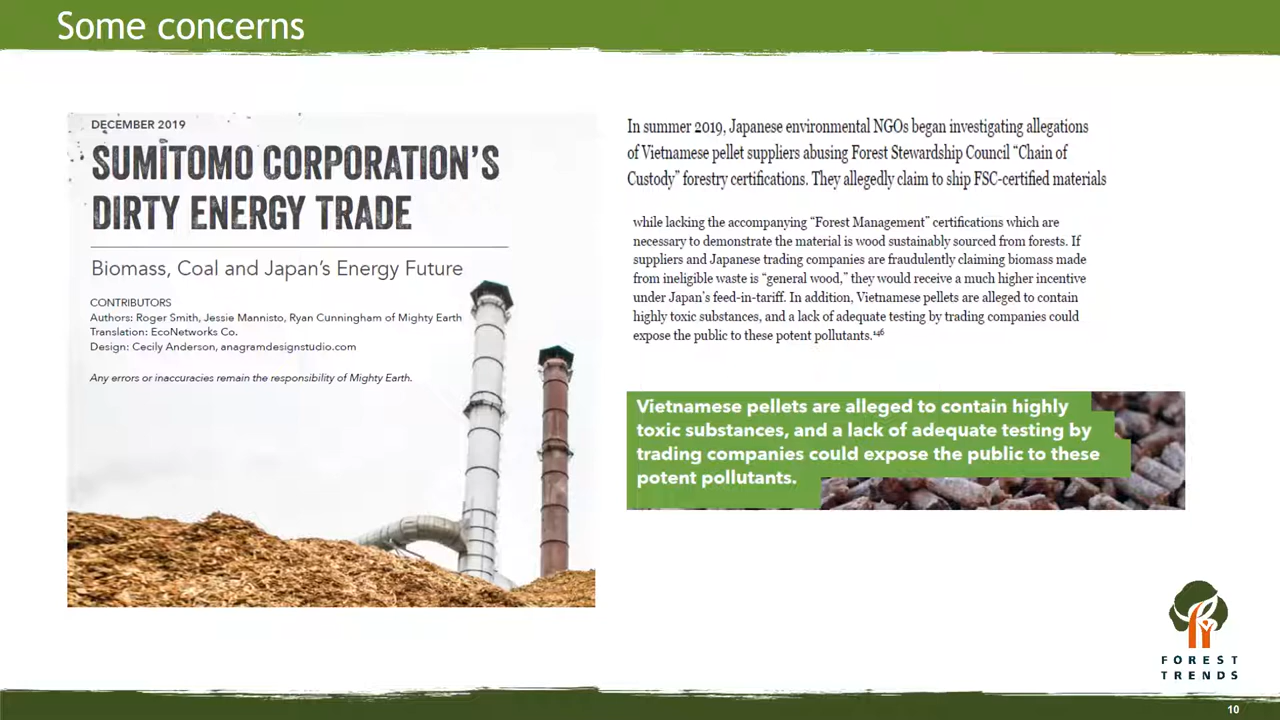 Some concerns
DECEMBER 2019
SUMITOMO CORPORATION'S
DIRTY ENERGY TRADE
Biomass, Coal and Japan's Energy Future
CONTRIBUTORS
Authors: Roger Smith, Jessie Mannisto, Ryan Cunningham of Mighty Earth
Translation: EcoNetworks Co.
Design: Cecily Anderson, anagramdesignstudio.com
Any errors or inaccuracies remain the responsibility of Mighty Earth.
In summer 2019, Japanese environmental NGOs began investigating allegations
of Vietnamese pellet suppliers abusing Forest Stewardship Council “Chain of
Custody” forestry certifications. They allegedly claim to ship FSC-certified materials
while lacking the accompanying “Forest Management” certifications which are
necessary to demonstrate the material is wood sustainably sourced from forests. If
suppliers and Japanese trading companies are fraudulently claiming biomass made
from ineligible waste is “general wood,” they would receive a much higher incentive
under Japan's feed-in-tariff. In addition, Vietnamese pellets are alleged to contain
highly toxic substances, and a lack of adequate testing by trading companies could
expose the public to these potent pollutants.¹⁴⁶
Vietnamese pellets are alleged to contain highly
toxic substances, and a lack of adequate testing by
trading companies could expose the public to these
potent pollutants.
FOREST
TRENDS
10